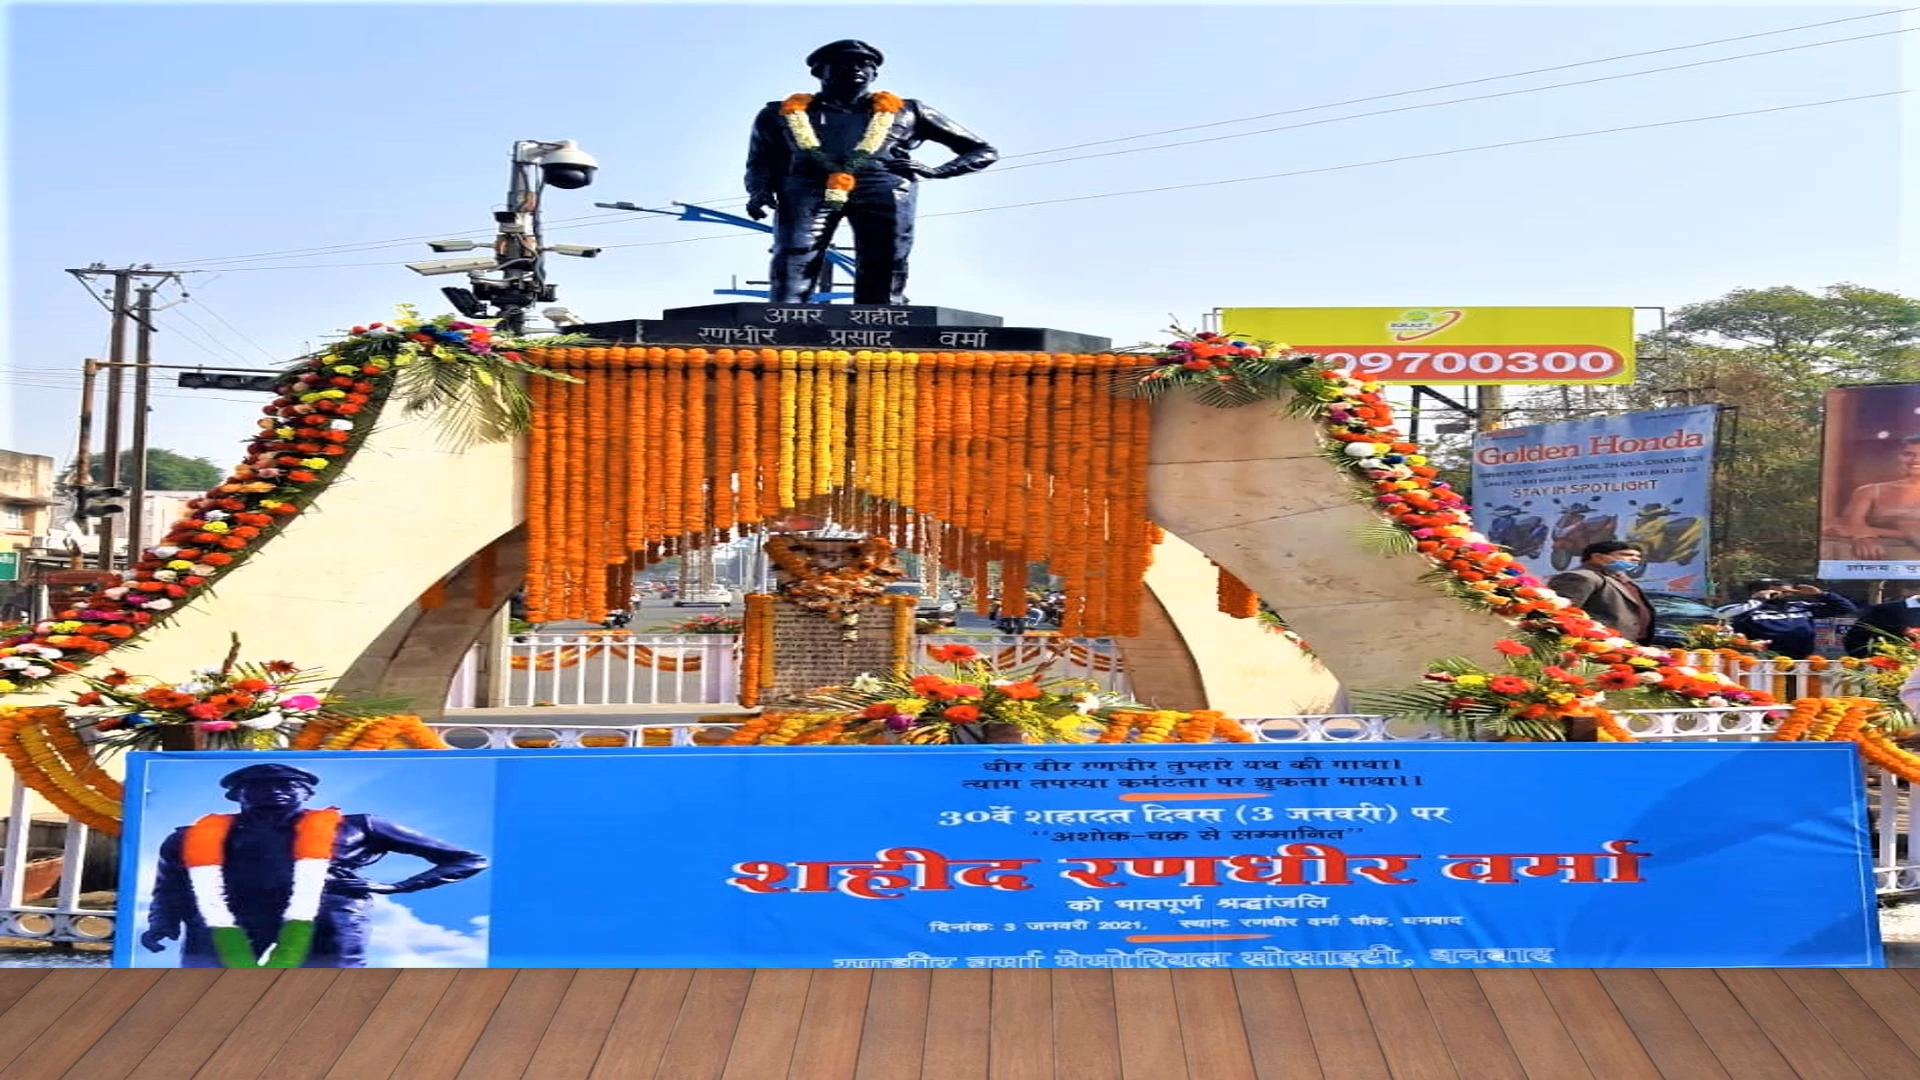 अमर शहीद
रणधीर प्रसाद वर्मा
99700300
Golden Honda
STAY IN SPOTLIGHT
धीर वीर रणधीर तुम्हारे यथ की गाथा।
त्याग तपस्या कर्मठता पर झुकता माथा।।
30वें शहादत दिवस (3 जनवरी) पर
“अशोक-चक्र से सम्मानित”
शहीद रणधीर वर्मा
को भावपूर्ण श्रद्धांजलि
दिनांकः 3 जनवरी 2021, स्थानः रणधीर वर्मा चौक, धनबाद
रणधीर वर्मा मेमोरियल सोसाइटी, धनबाद